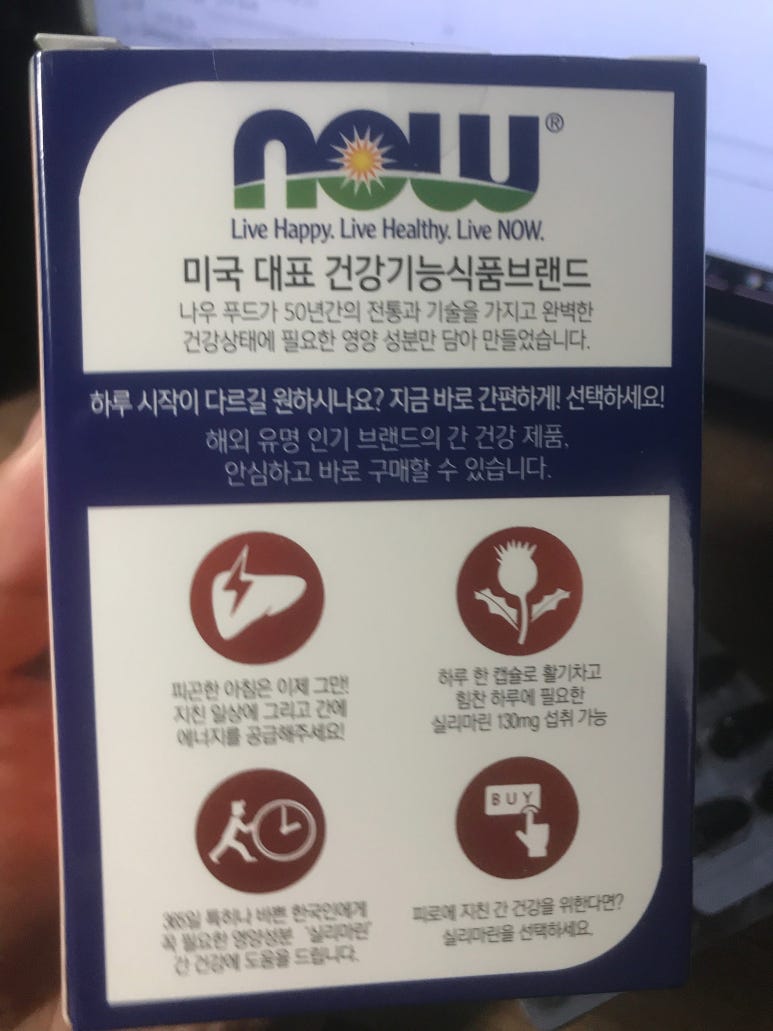 now®
Live Happy. Live Healthy. Live NOW.
미국 대표 건강기능식품브랜드
나우 푸드가 50년간의 전통과 기술을 가지고 완벽한
건강상태에 필요한 영양 성분만 담아 만들었습니다.
하루 시작이 다르길 원하시나요? 지금 바로 간편하게! 선택하세요!
해외 유명 인기 브랜드의 간 건강 제품,
안심하고 바로 구매할 수 있습니다.
피곤한 아침은 이제 그만!
지친 일상에 그리고 간에
에너지를 공급해주세요!
하루 한 캡슐로 활기차고
힘찬 하루에 필요한
실리마린 130mg 섭취 가능
365일 특히나 바쁜 한국인에게
꼭 필요한 영양성분 '실리마린'
간 건강에 도움을 드립니다.
BUY
피로에 지친 간 건강을 위한다면?
실리마린을 선택하세요.